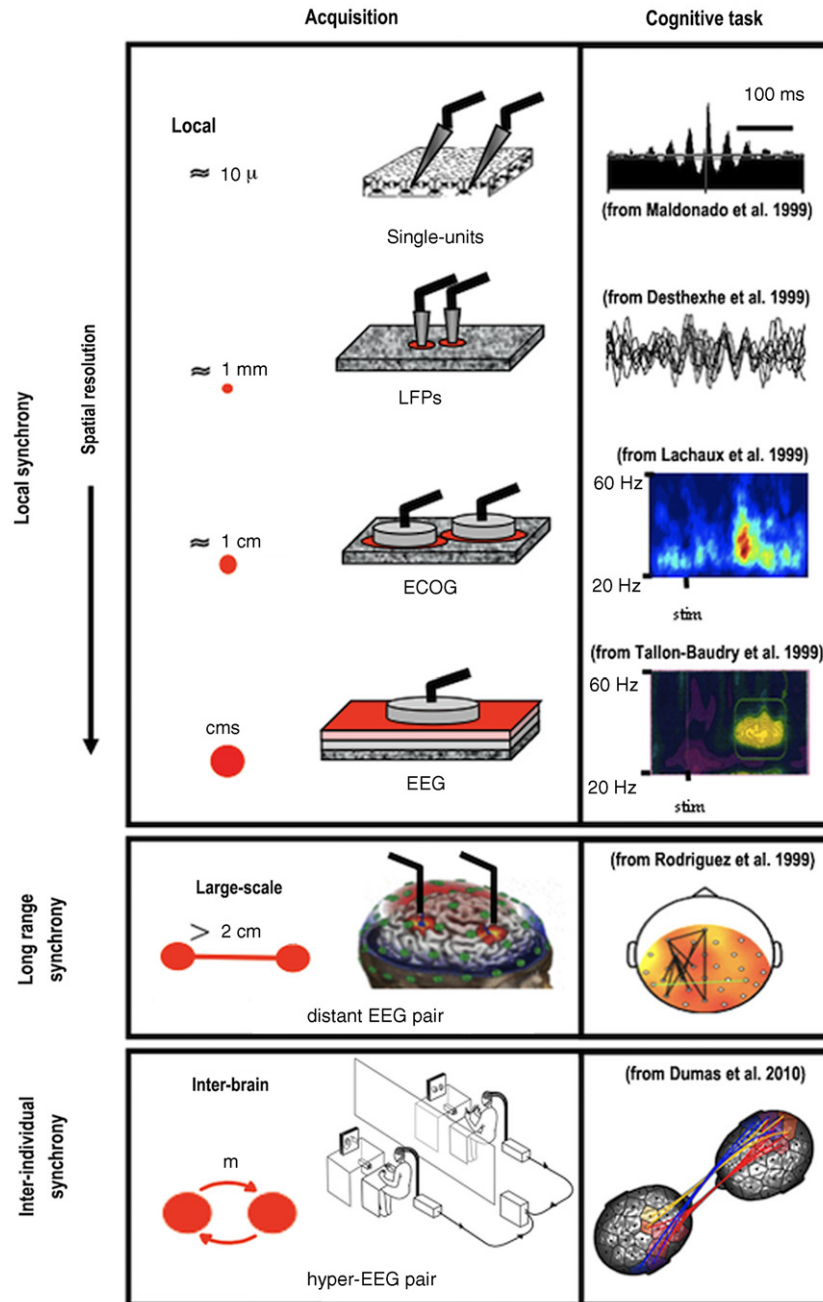 Acquisition
Cognitive task
Local synchrony
Spatial resolution
Local
≈ 10 µ
Single-units
100 ms
(from Maldonado et al. 1999)
≈ 1 mm
LFPs
(from Desthexhe et al. 1999)
≈ 1 cm
ECOG
(from Lachaux et al. 1999)
60 Hz
20 Hz
stim
cms
EEG
(from Tallon-Baudry et al. 1999)
60 Hz
20 Hz
stim
Long range
synchrony
Large-scale
> 2 cm
distant EEG pair
(from Rodriguez et al. 1999)
Inter-individual
synchrony
Inter-brain
m
hyper-EEG pair
(from Dumas et al. 2010)